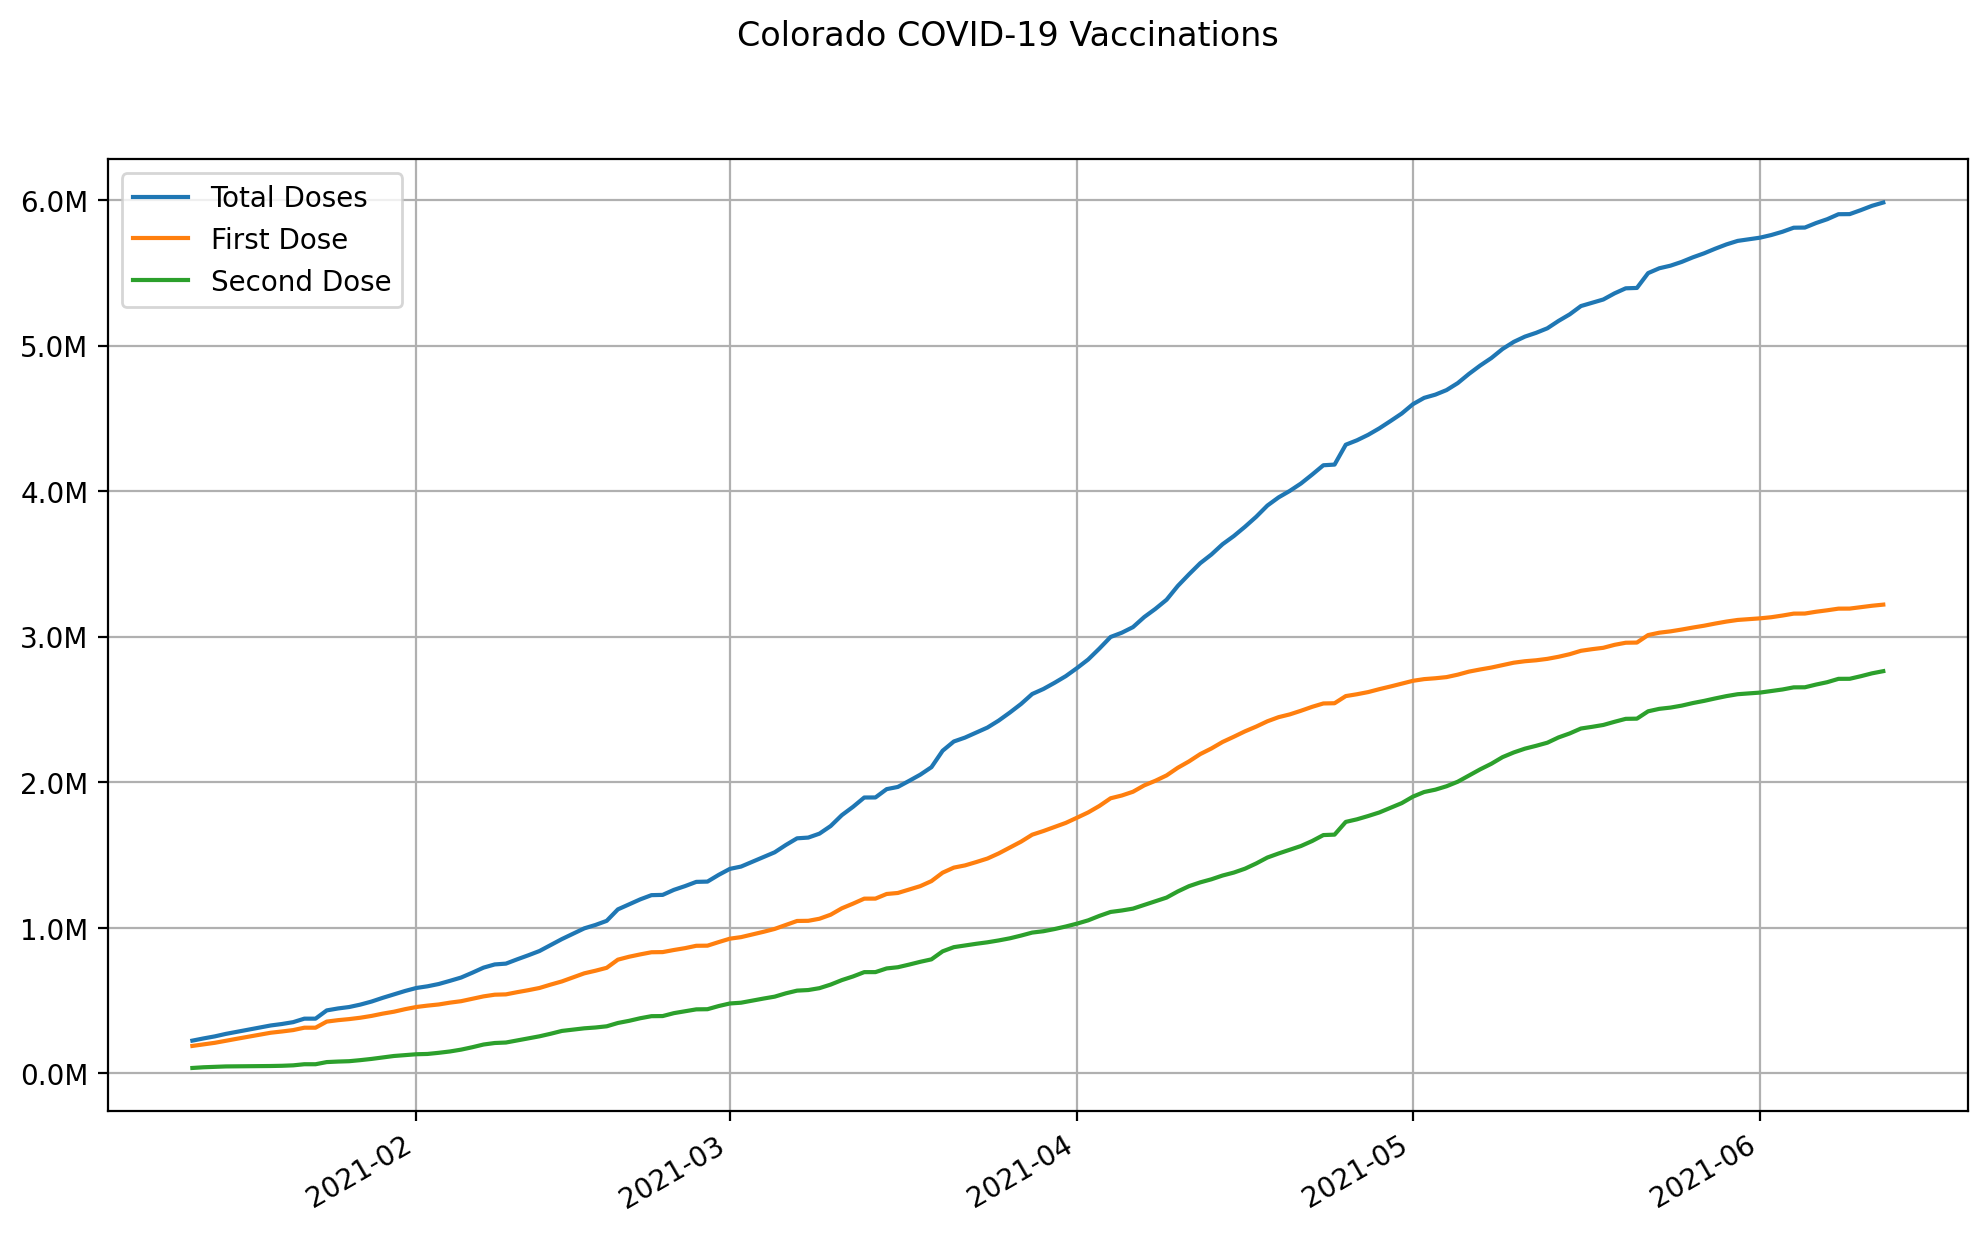 Colorado COVID-19 Vaccinations
Total Doses
First Dose
Second Dose
6.0M
5.0M
4.0M
3.0M
2.0M
1.0M
0.0M
2021-02
2021-03
2021-04
2021-05
2021-06